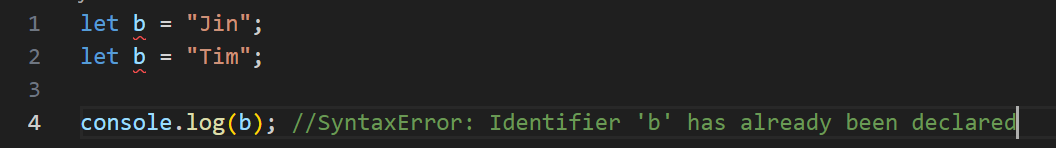 1 let b = "Jin";
2 let b = "Tim";
3
4 console.log(b); //SyntaxError: Identifier 'b' has already been declared